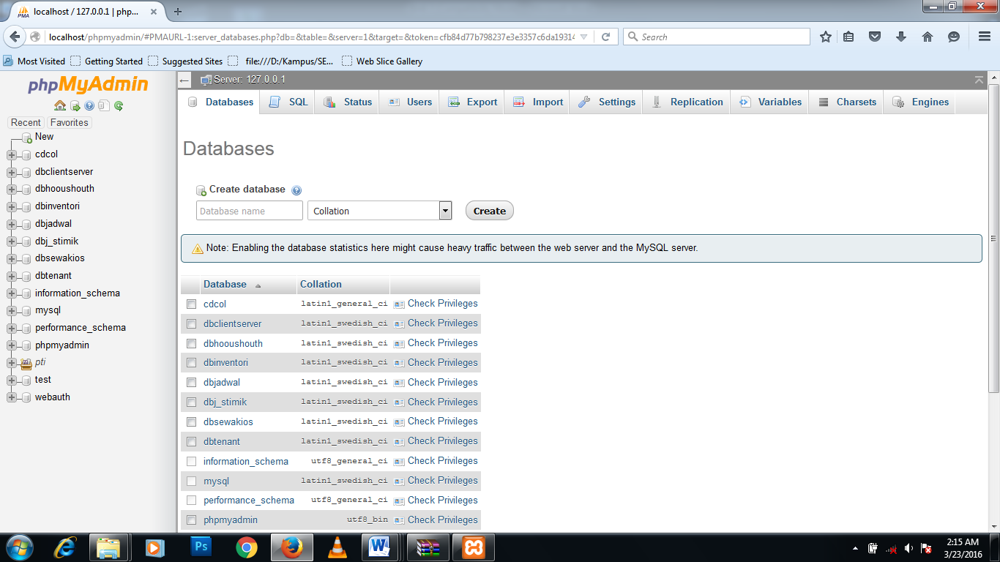 localhost / 127.0.0.1 | php...
localhost/phpmyadmin/#PMAURL-1:server_databases.php?db=&table=&server=1&target=&token=cfb84d77b798237e3e3357c6da19314
Search
Most Visited Getting Started Suggested Sites file:///D:/Kampus/SE... Web Slice Gallery
phpMyAdmin
Recent Favorites
New
cdcol
dbclientserver
dbhooushouth
dbinventori
dbjadwal
dbj_stimik
dbsewakios
dbtenant
information_schema
mysql
performance_schema
phpmyadmin
pti
test
webauth
Server: 127.0.0.1
Databases SQL Status Users Export Import Settings Replication Variables Charsets Engines
Databases
Create database
Database name Collation Create
Note: Enabling the database statistics here might cause heavy traffic between the web server and the MySQL server.
Database Collation
cdcol latin1_general_ci Check Privileges
dbclientserver latin1_swedish_ci Check Privileges
dbhooushouth latin1_swedish_ci Check Privileges
dbinventori latin1_swedish_ci Check Privileges
dbjadwal latin1_swedish_ci Check Privileges
dbj_stimik latin1_swedish_ci Check Privileges
dbsewakios latin1_swedish_ci Check Privileges
dbtenant latin1_swedish_ci Check Privileges
information_schema utf8_general_ci Check Privileges
mysql latin1_swedish_ci Check Privileges
performance_schema utf8_general_ci Check Privileges
phpmyadmin utf8_bin Check Privileges
Ps
2:15 AM
3/23/2016